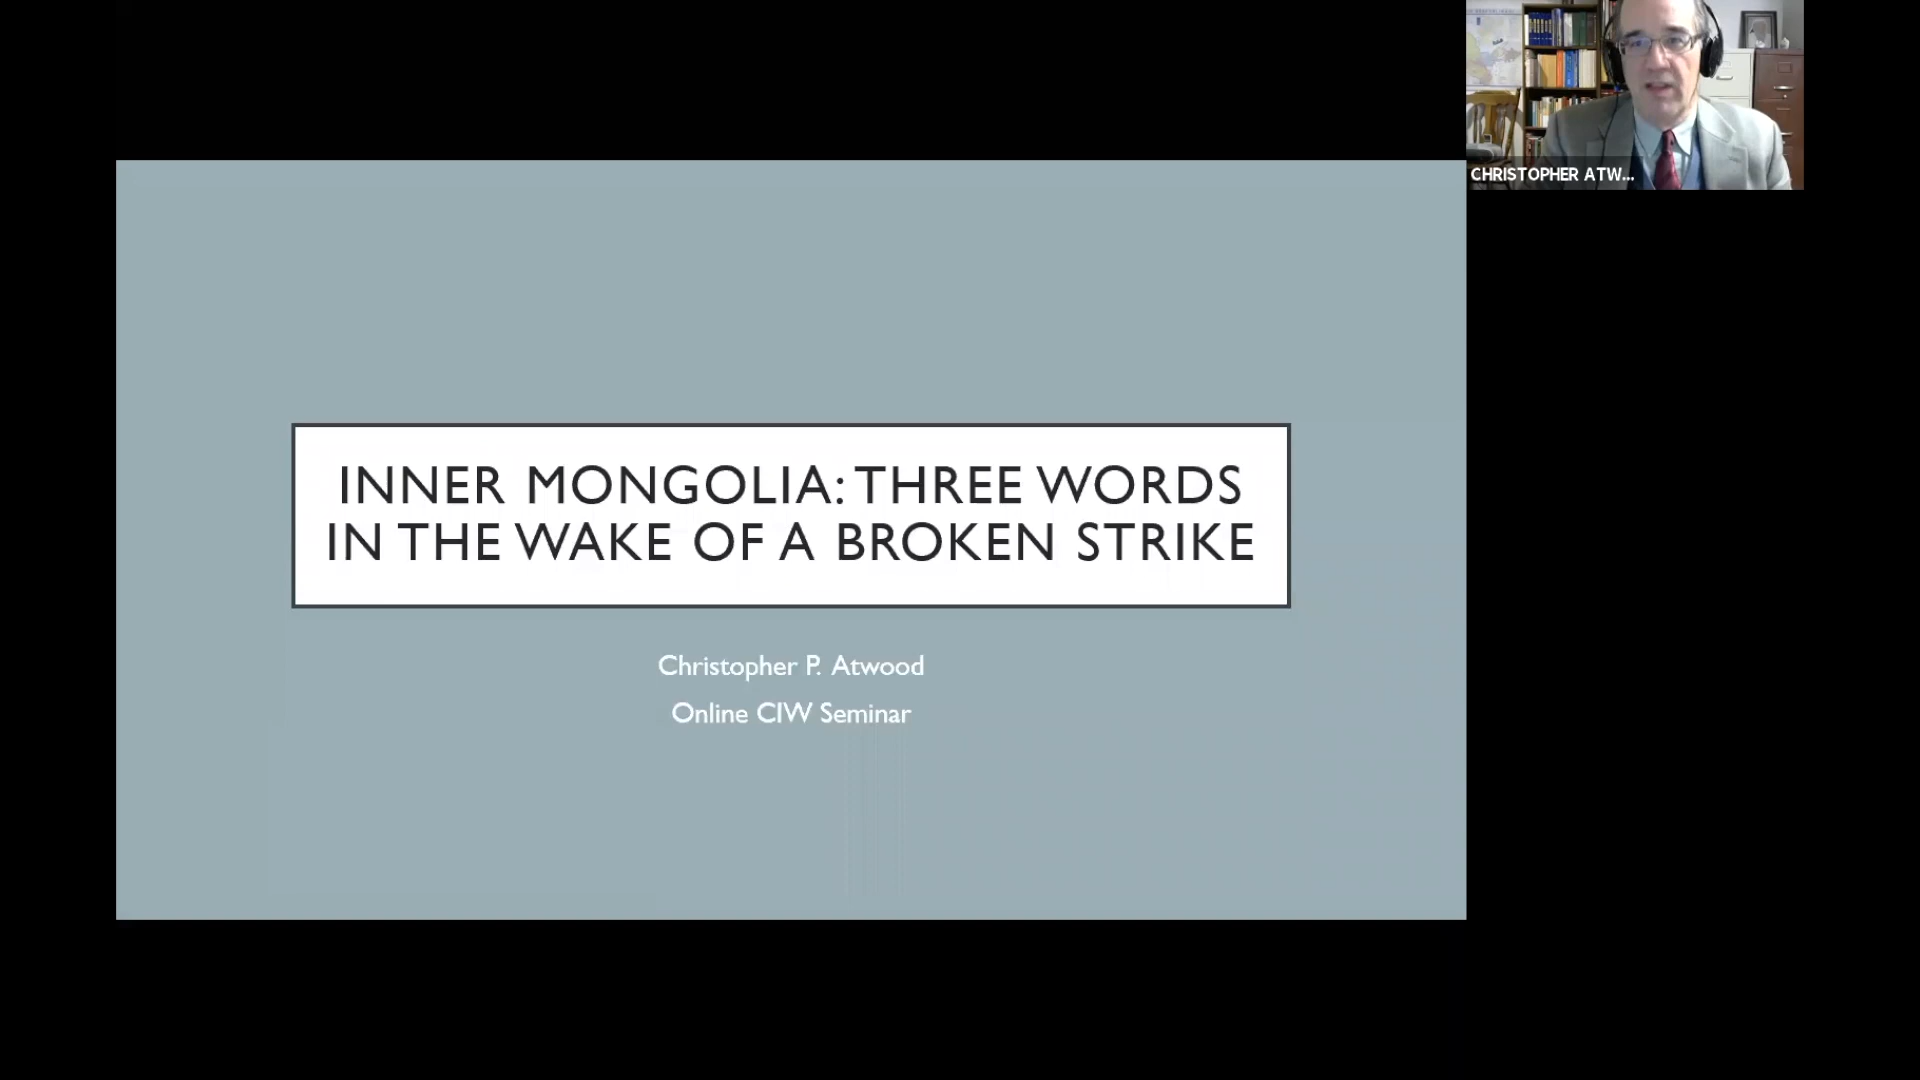 CHRISTOPHER ATW...
INNER MONGOLIA: THREE WORDS
IN THE WAKE OF A BROKEN STRIKE
Christopher P. Atwood
Online CIW Seminar